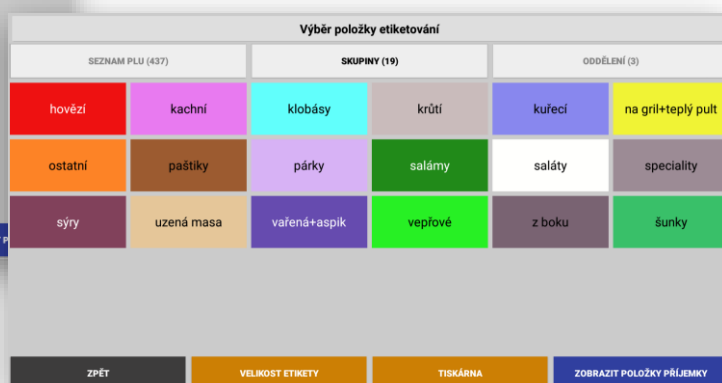 Výběr položky etiketování
SEZNAM PLU (437) SKUPINY (19) ODDĚLENÍ (3)
hovězí kachní klobásy krůtí kuřecí na gril+teplý pult
ostatní paštiky párky salámy saláty speciality
sýry uzená masa vařená+aspik vepřové z boku šunky
ZPĚT VELIKOST ETIKETY TISKÁRNA ZOBRAZIT POLOŽKY PŘÍJEMKY